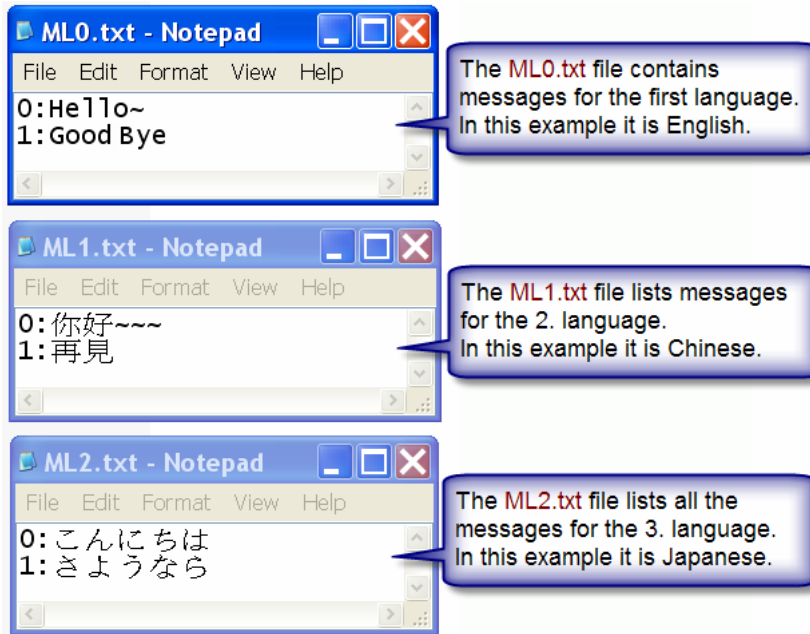 ML0.txt - Notepad
File Edit Format View Help
0:Hello~
1:Good Bye
The ML0.txt file contains
messages for the first language.
In this example it is English.
ML1.txt - Notepad
File Edit Format View Help
0:你好~~~
1:再見
The ML1.txt file lists messages
for the 2. language.
In this example it is Chinese.
ML2.txt - Notepad
File Edit Format View Help
0:こんにちは
1:さようなら
The ML2.txt file lists all the
messages for the 3. language.
In this example it is Japanese.